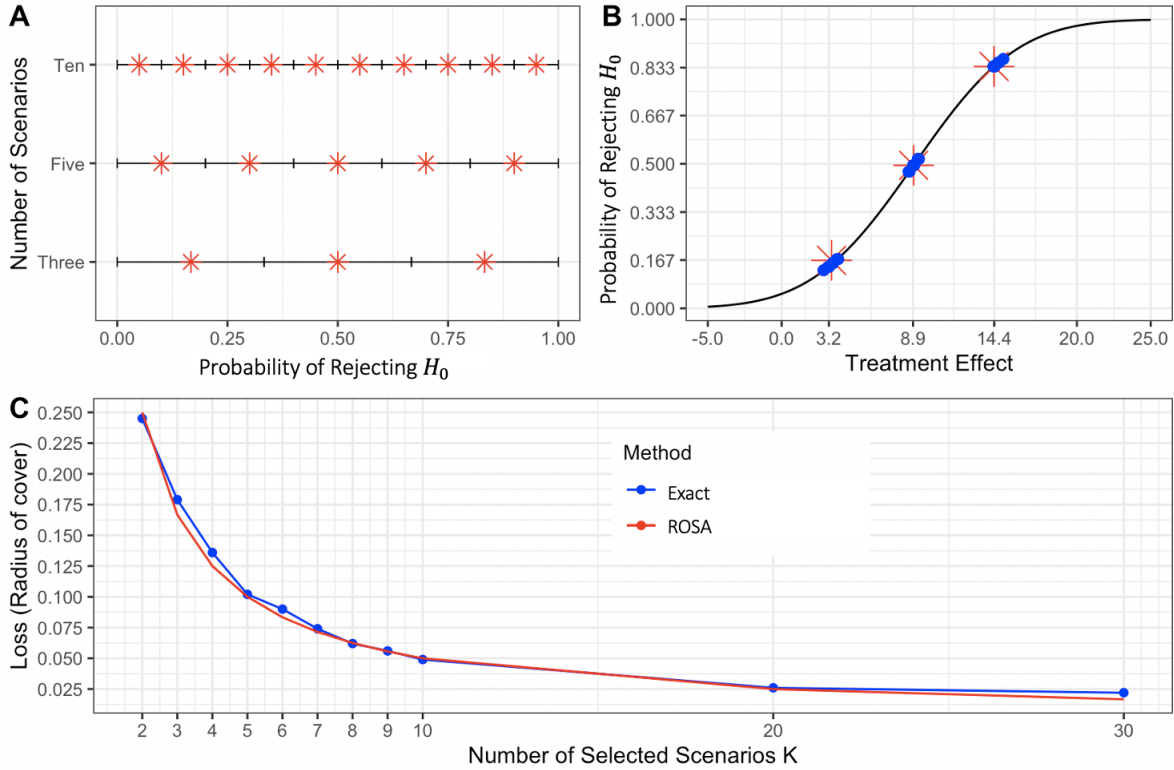 A
Number of Scenarios
Ten
Five
Three
0.00 0.25 0.50 0.75 1.00
Probability of Rejecting H₀
B
Probability of Rejecting H₀
1.000
0.833
0.667
0.500
0.333
0.167
0.000
-5.0 0.0 3.2 8.9 14.4 20.0 25.0
Treatment Effect
C
Loss (Radius of cover)
0.250
0.225
0.200
0.175
0.150
0.125
0.100
0.075
0.050
0.025
Method
Exact
ROSA
2 3 4 5 6 7 8 9 10 20 30
Number of Selected Scenarios K